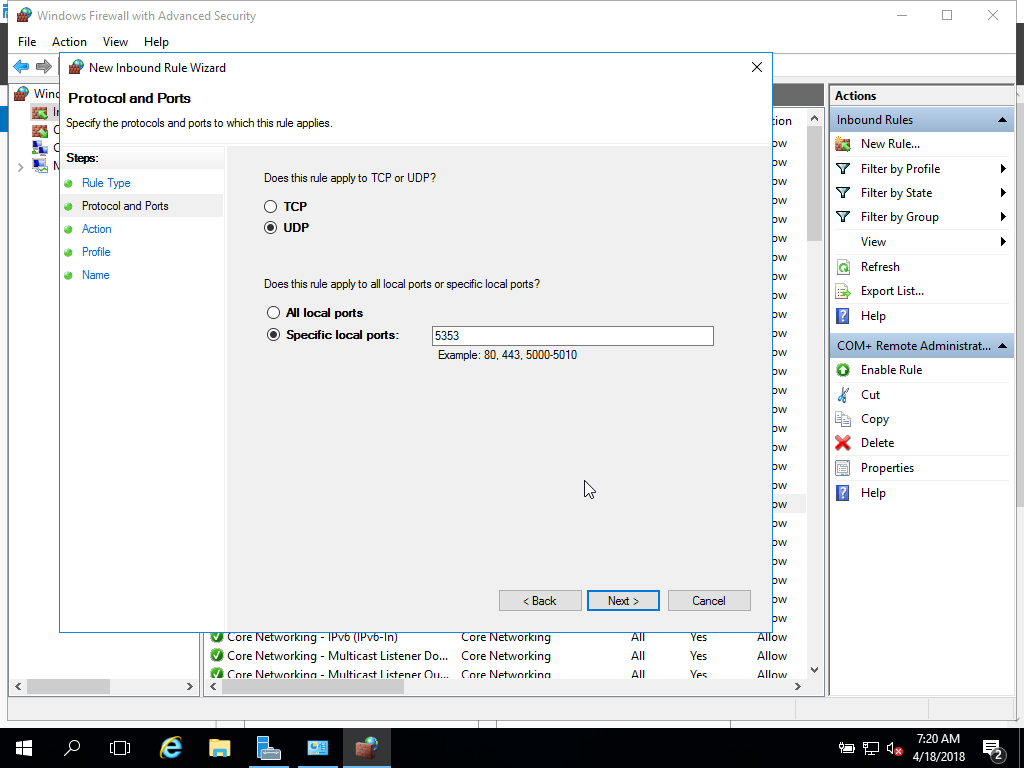 Windows Firewall with Advanced Security
File Action View Help
New Inbound Rule Wizard
Protocol and Ports
Specify the protocols and ports to which this rule applies.
Steps:
Rule Type
Protocol and Ports
Action
Profile
Name
Does this rule apply to TCP or UDP?
TCP
UDP
Does this rule apply to all local ports or specific local ports?
All local ports
Specific local ports:
5353
Example: 80, 443, 5000-5010
< Back
Next >
Cancel
Core Networking - IPv6 (IPv6-In) Core Networking All Yes Allow
Core Networking - Multicast Listener Do... Core Networking All Yes Allow
Core Networking - Multicast Listener Qu... Core Networking All Yes Allow
Actions
Inbound Rules
New Rule...
Filter by Profile
Filter by State
Filter by Group
View
Refresh
Export List...
Help
COM+ Remote Administrat...
Enable Rule
Cut
Copy
Delete
Properties
Help
7:20 AM
4/18/2018
2